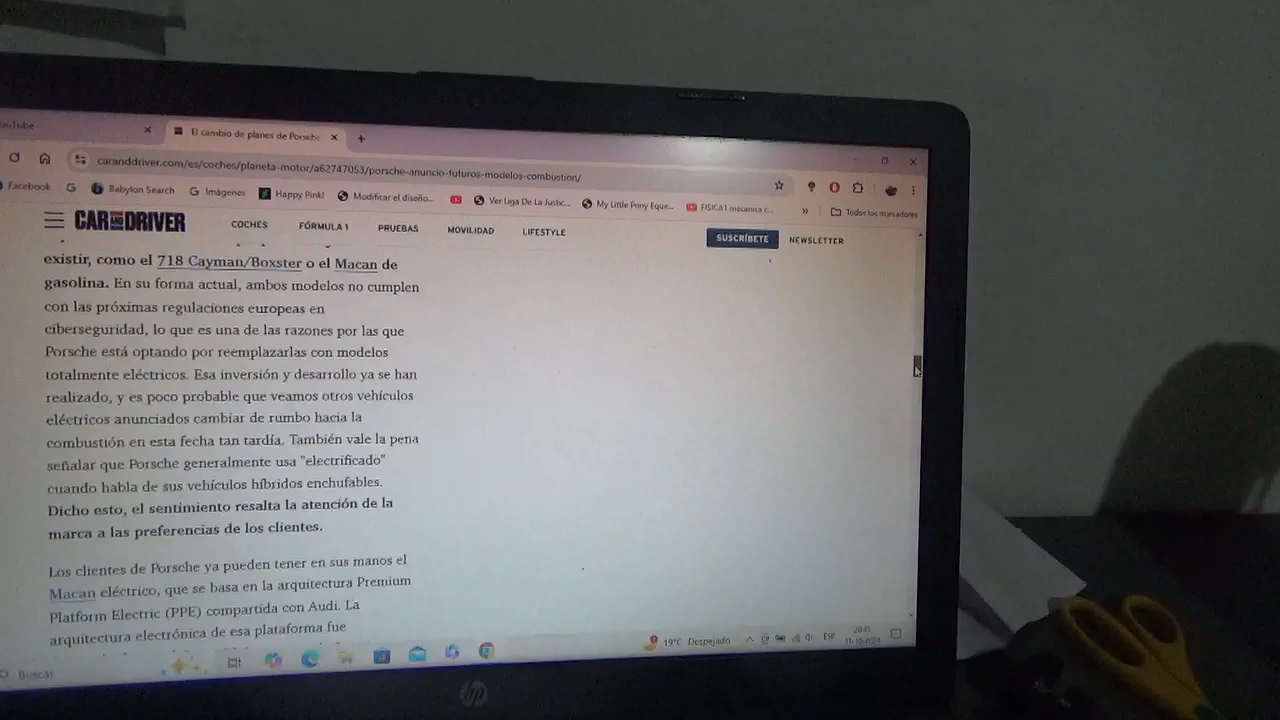 ouTube
El cambio de planes de Porsche
caranddriver.com/es/coches/planeta-motor/a62747053/porsche-anuncio-futuros-modelos-combustion/
Facebook
Babylon Search
Imágenes
Happy Pink!
Modificar el diseño...
Ver Liga De La Justic...
My Little Pony Eque...
FISICA1 mecanica c...
»
Todos los marcadores
CAR AND DRIVER
COCHES
FÓRMULA 1
PRUEBAS
MOVILIDAD
LIFESTYLE
SUSCRÍBETE
NEWSLETTER
existir, como el 718 Cayman/Boxster o el Macan de
gasolina. En su forma actual, ambos modelos no cumplen
con las próximas regulaciones europeas en
ciberseguridad, lo que es una de las razones por las que
Porsche está optando por reemplazarlas con modelos
totalmente eléctricos. Esa inversión y desarrollo ya se han
realizado, y es poco probable que veamos otros vehículos
eléctricos anunciados cambiar de rumbo hacia la
combustión en esta fecha tan tardía. También vale la pena
señalar que Porsche generalmente usa "electrificado"
cuando habla de sus vehículos híbridos enchufables.
Dicho esto, el sentimiento resalta la atención de la
marca a las preferencias de los clientes.
Los clientes de Porsche ya pueden tener en sus manos el
Macan eléctrico, que se basa en la arquitectura Premium
Platform Electric (PPE) compartida con Audi. La
arquitectura electrónica de esa plataforma fue
Buscar
19°C Despejado
ESP
hp